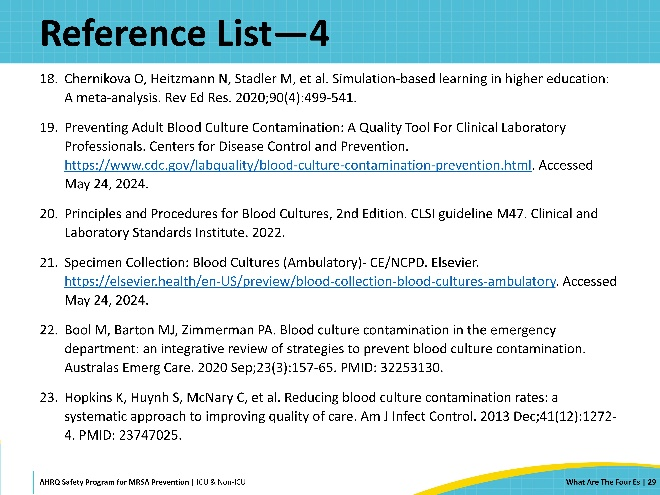 Reference List—4
18. Chernikova O, Heitzmann N, Stadler M, et al. Simulation-based learning in higher education:
A meta-analysis. Rev Ed Res. 2020;90(4):499-541.
19. Preventing Adult Blood Culture Contamination: A Quality Tool For Clinical Laboratory
Professionals. Centers for Disease Control and Prevention.
https://www.cdc.gov/labquality/blood-culture-contamination-prevention.html. Accessed
May 24, 2024.
20. Principles and Procedures for Blood Cultures, 2nd Edition. CLSI guideline M47. Clinical and
Laboratory Standards Institute. 2022.
21. Specimen Collection: Blood Cultures (Ambulatory)- CE/NCPD. Elsevier.
https://elsevier.health/en-US/preview/blood-collection-blood-cultures-ambulatory. Accessed
May 24, 2024.
22. Bool M, Barton MJ, Zimmerman PA. Blood culture contamination in the emergency
department: an integrative review of strategies to prevent blood culture contamination.
Australas Emerg Care. 2020 Sep;23(3):157-65. PMID: 32253130.
23. Hopkins K, Huynh S, McNary C, et al. Reducing blood culture contamination rates: a
systematic approach to improving quality of care. Am J Infect Control. 2013 Dec;41(12):1272-
4. PMID: 23747025.
AHRQ Safety Program for MRSA Prevention | ICU & Non-ICU
What Are The Four Es | 29